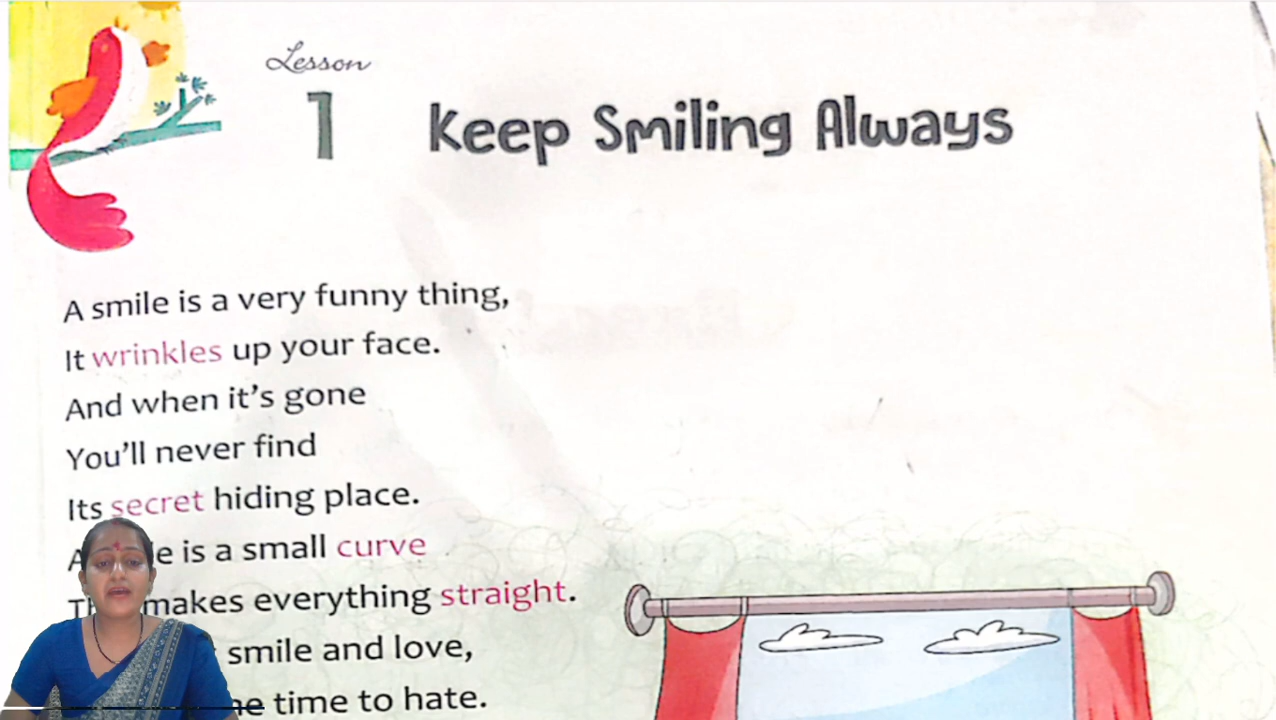 Lesson
1 Keep Smiling Always
A smile is a very funny thing,
It wrinkles up your face.
And when it's gone
You'll never find
Its secret hiding place.
is a small curve
makes everything straight.
smile and love,
time to hate.